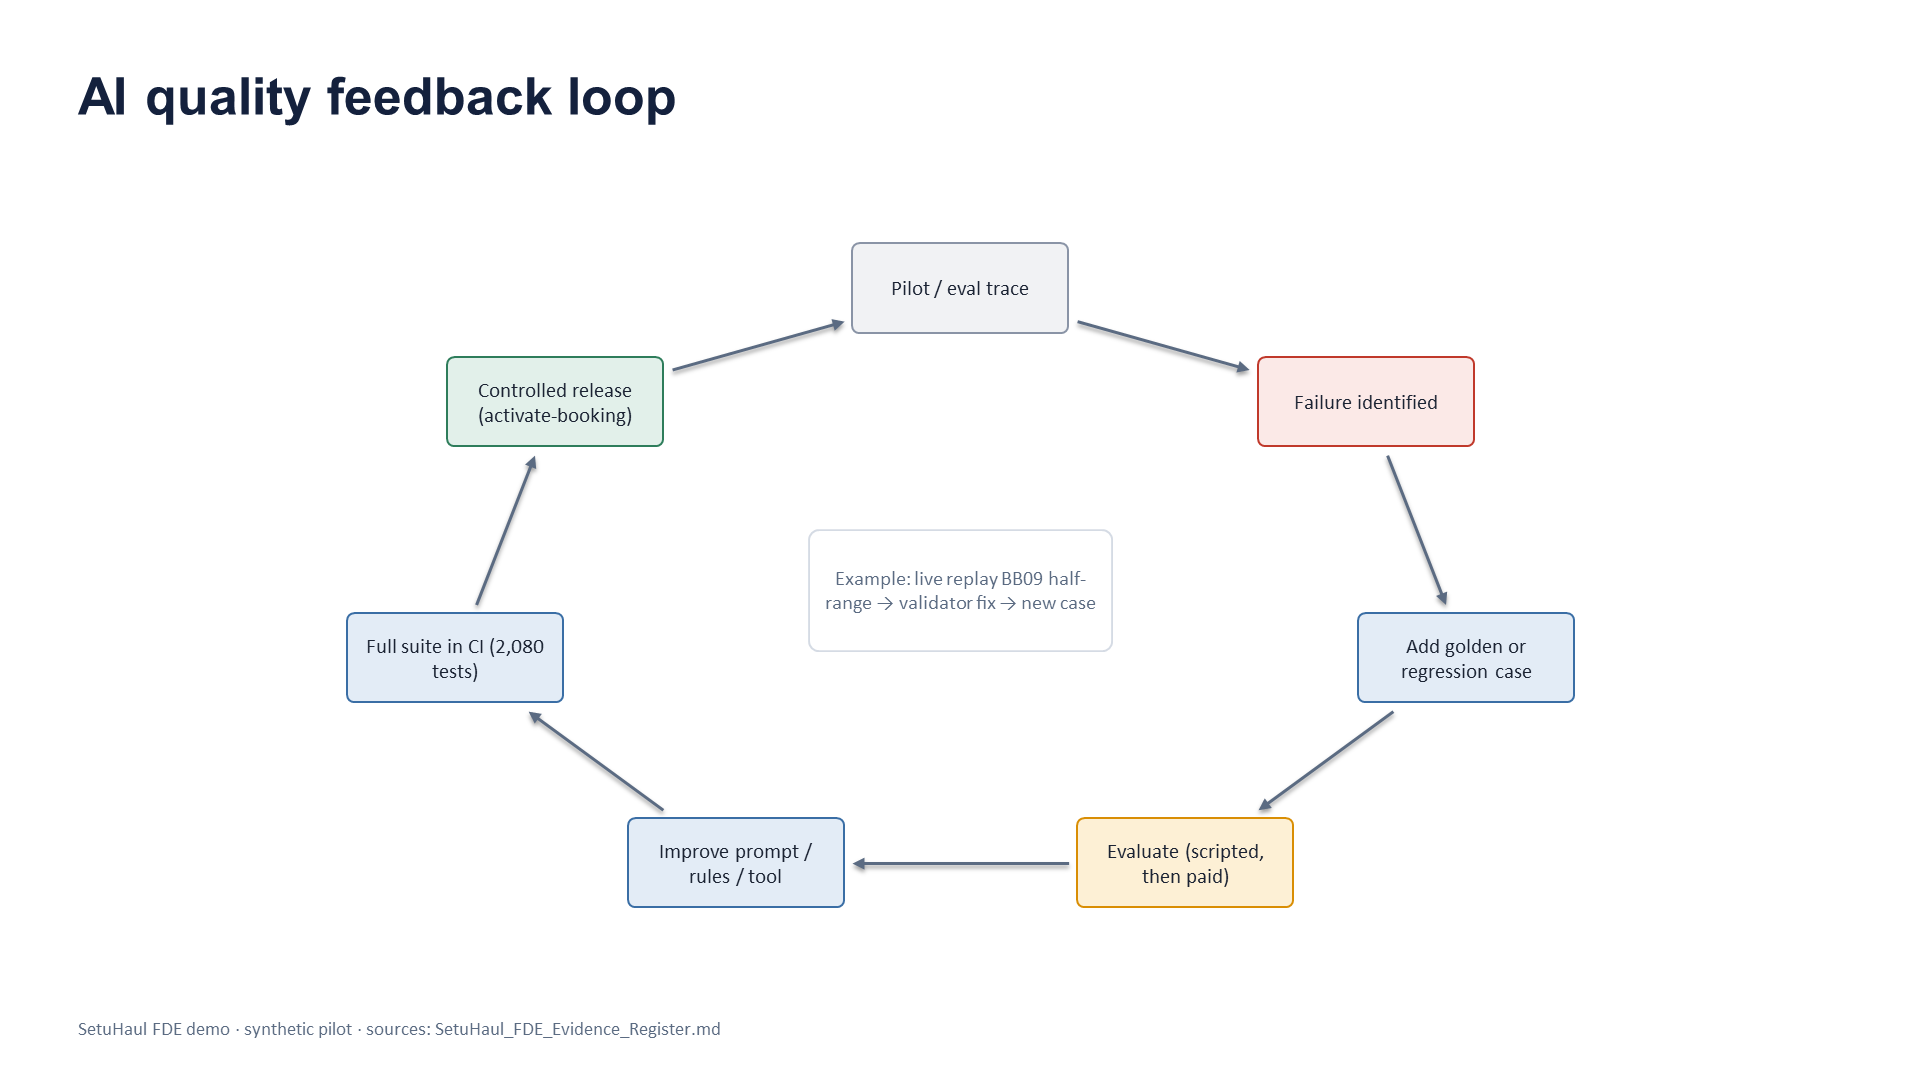 AI quality feedback loop
Pilot / eval trace
Controlled release
(activate-booking)
Failure identified
Example: live replay BB09 half-
range → validator fix → new case
Full suite in CI (2,080
tests)
Add golden or
regression case
Improve prompt /
rules / tool
Evaluate (scripted,
then paid)
SetuHaul FDE demo · synthetic pilot · sources: SetuHaul_FDE_Evidence_Register.md